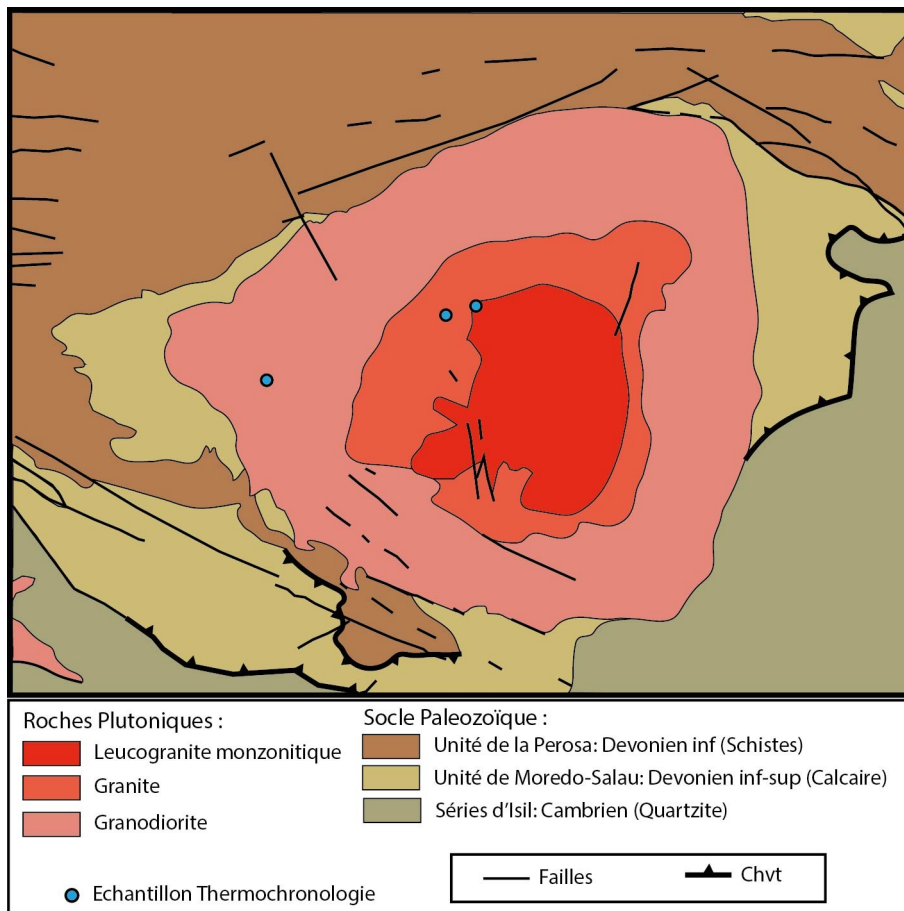 Roches Plutoniques :
Leucogranite monzonitique
Granite
Granodiorite
Socle Paleozoïque :
Unité de la Perosa: Devonien inf (Schistes)
Unité de Moredo-Salau: Devonien inf-sup (Calcaire)
Séries d'Isil: Cambrien (Quartzite)
Echantillon Thermochronologie
Failles
Chvt